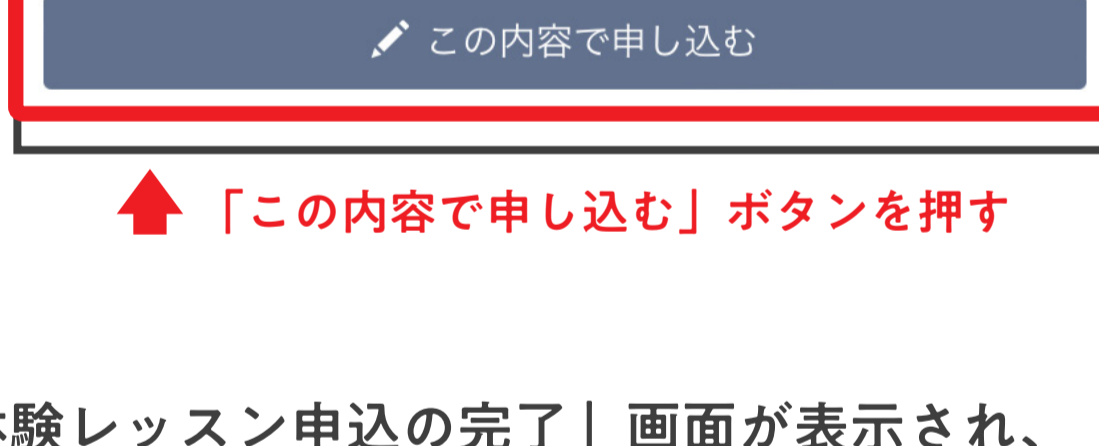 この内容で申し込む
「この内容で申し込む」ボタンを押す
験レッスン申込の完了」画面が表示され、